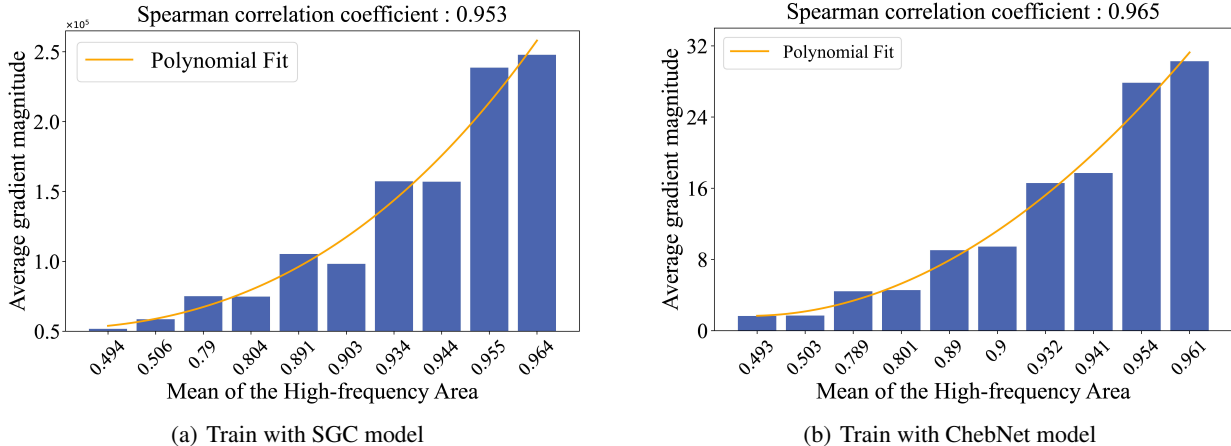 Spearman correlation coefficient : 0.953
×10⁵
Polynomial Fit
Average gradient magnitude
2.5
2.0
1.5
1.0
0.5
0.494 0.506 0.79 0.804 0.891 0.903 0.934 0.944 0.955 0.964
Mean of the High-frequency Area
(a) Train with SGC model
Spearman correlation coefficient : 0.965
Polynomial Fit
Average gradient magnitude
32
24
16
8
0
0.493 0.503 0.789 0.801 0.89 0.9 0.932 0.941 0.954 0.961
Mean of the High-frequency Area
(b) Train with ChebNet model